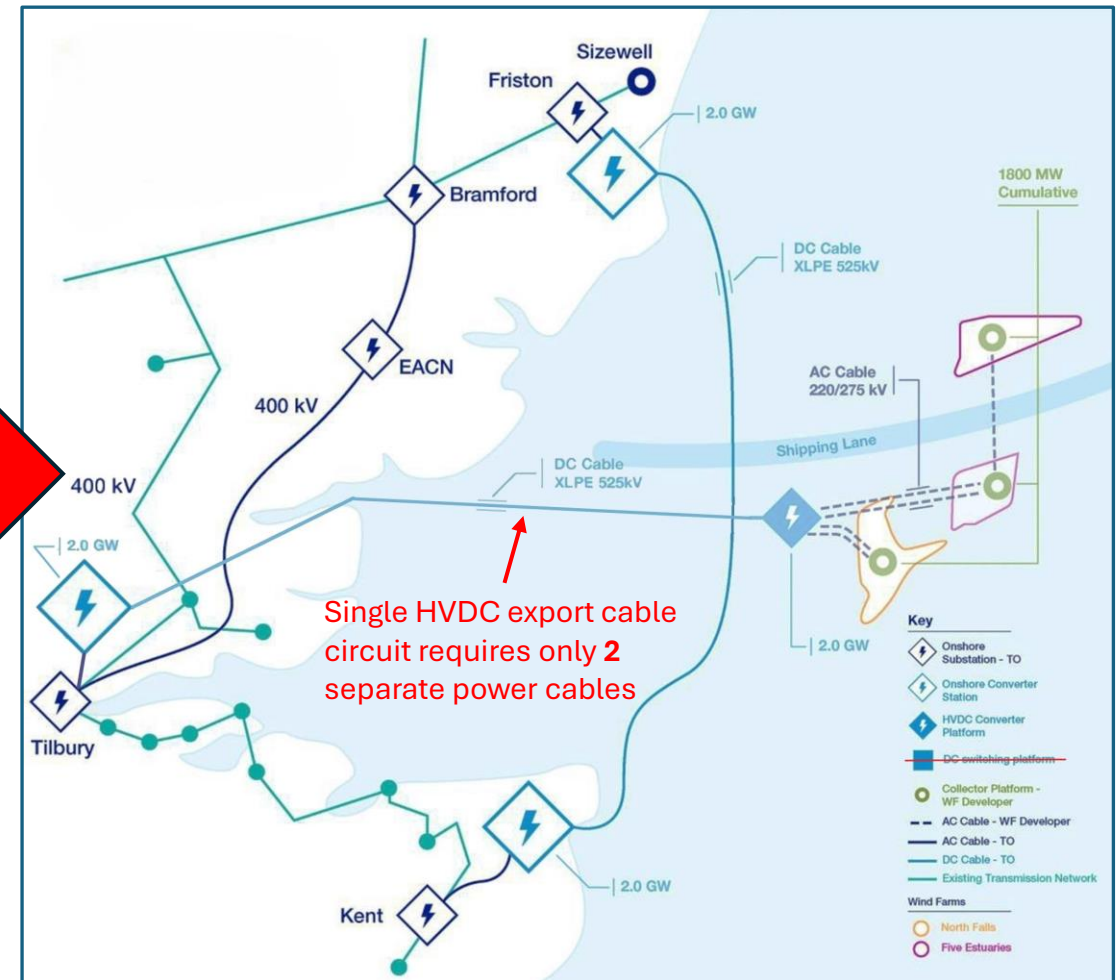 Sizewell
Friston
2.0 GW
Bramford
1800 MW
Cumulative
DC Cable
XLPE 525kV
EACN
AC Cable
220/275 kV
400 kV
Shipping Lane
DC Cable
XLPE 525kV
400 kV
2.0 GW
Single HVDC export cable
circuit requires only 2
separate power cables
2.0 GW
Tilbury
2.0 GW
Kent
Key
Onshore
Substation - TO
Onshore Converter
Station
HVDC Converter
Platform
DC switching platform
Collector Platform -
WF Developer
AC Cable - WF Developer
AC Cable - TO
DC Cable - TO
Existing Transmission Network
Wind Farms
North Falls
Five Estuaries